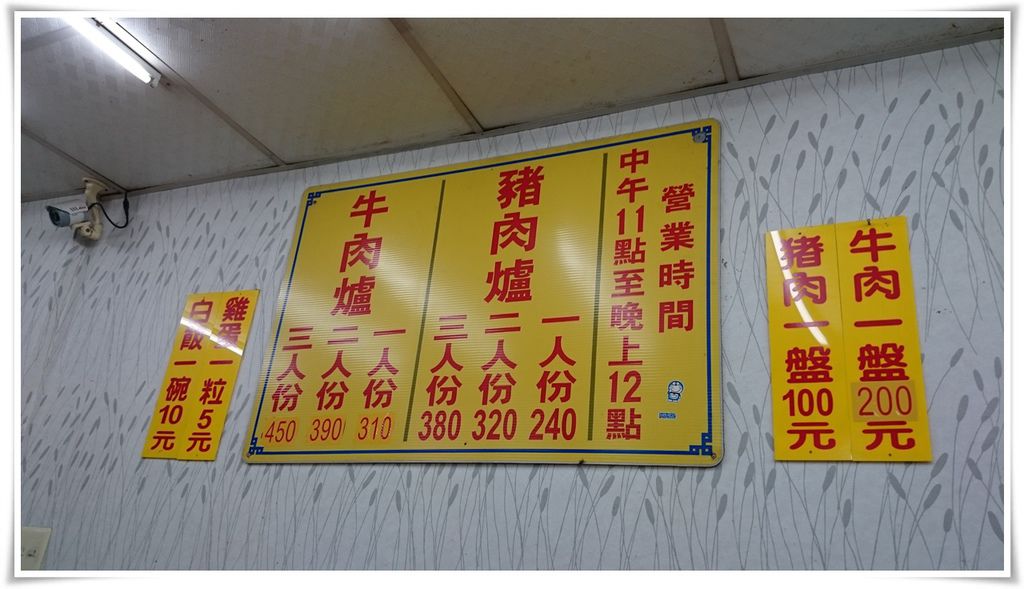 營業時間
中午11點至晚上12點
豬肉爐
一人份 240
二人份 320
三人份 380
牛肉爐
一人份 310
二人份 390
三人份 450
牛肉一盤200元
猪肉一盤100元
雞蛋一粒5元
白飯一碗10元